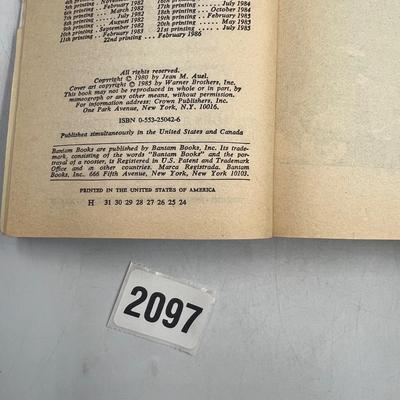 printing .. March 1982 17th printing ... July 1984
7th printing ... July 1982 18th printing . October 1984
8th printing .. August 1982 19th printing . February 1985
9th printing . 1982 20th printing ... May 1985
10th printing . February 1983 21st printing ... July 1985
11th printing . 22nd printing .. February 1986
All rights reserved.
Copyright © 1980 by Jean M. Auel.
Cover art copyright © 1985 by Warner Brothers, Inc.
This book may not be reproduced in whole or in part, by
mimeograph or any other means, without permission.
For information address: Crown Publishers, Inc.
One Park Avenue, New York, N.Y. 10016.
ISBN 0-553-25042-6
Published simultaneously in the United States and Canada
Bantam Books are published by Bantam Books, Inc. Its trade-
mark, consisting of the words "Bantam Books" and the por-
trayal of a rooster, is Registered in U.S. Patent and Trademark
Office and in other countries. Marca Registrada. Bantam
Books, Inc., 666 Fifth Avenue, New York, New York 10103.
PRINTED IN THE UNITED STATES OF AMERICA
H 31 30 29 28 27 26 25 24
2097